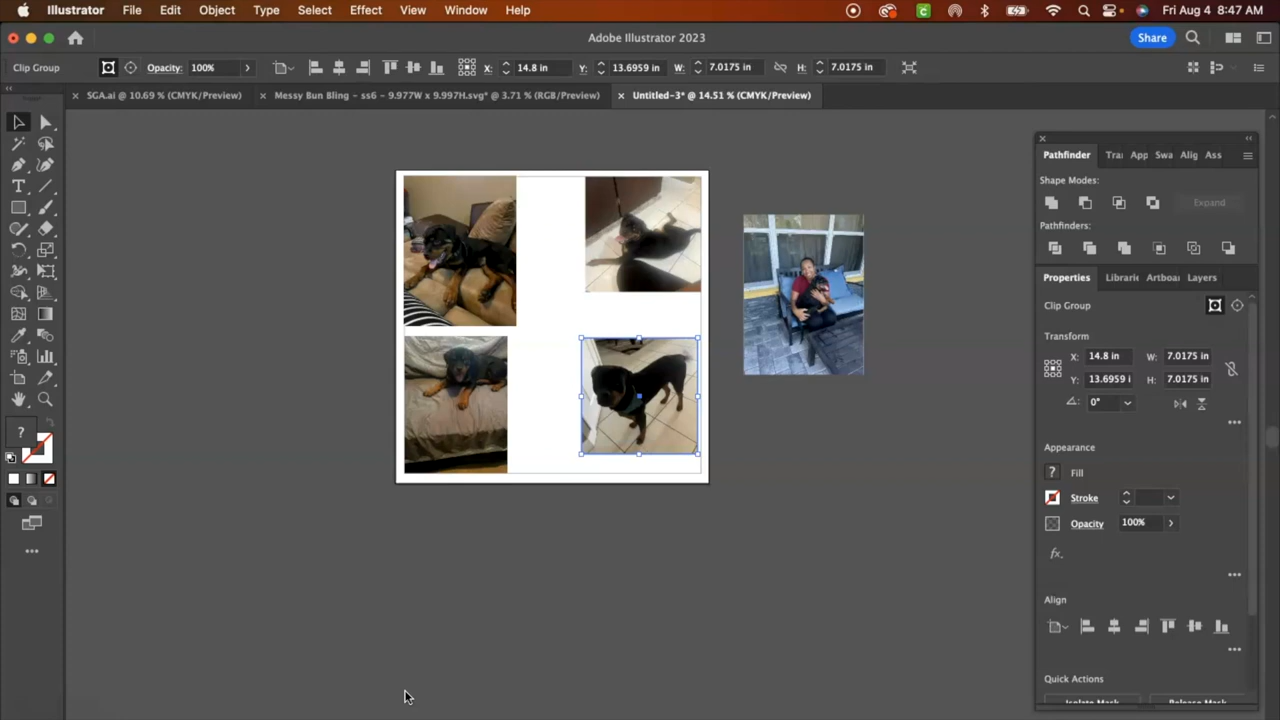 Illustrator File Edit Object Type Select Effect View Window Help Fri Aug 4 8:47 AM
Adobe Illustrator 2023 Share
Clip Group Opacity: 100% X: 14.8 in Y: 13.6959 in W: 7.0175 in H: 7.0175 in
SGA.ai @ 10.69 % (CMYK/Preview) Messy Bun Bling - ss6 - 9.977W x 9.997H.svg* @ 3.71 % (RGB/Preview) Untitled-3* @ 14.51 % (CMYK/Preview)
Pathfinder Tra App Swa Alig Ass
Shape Modes:
Expand
Pathfinders:
Properties Librari Artboa Layers
Clip Group
Transform
X: 14.8 in W: 7.0175 in
Y: 13.6959 i H: 7.0175 in
0°
Appearance
? Fill
Stroke
Opacity 100%
fx.
Align
Quick Actions
Isolate Mask Release Mask
?